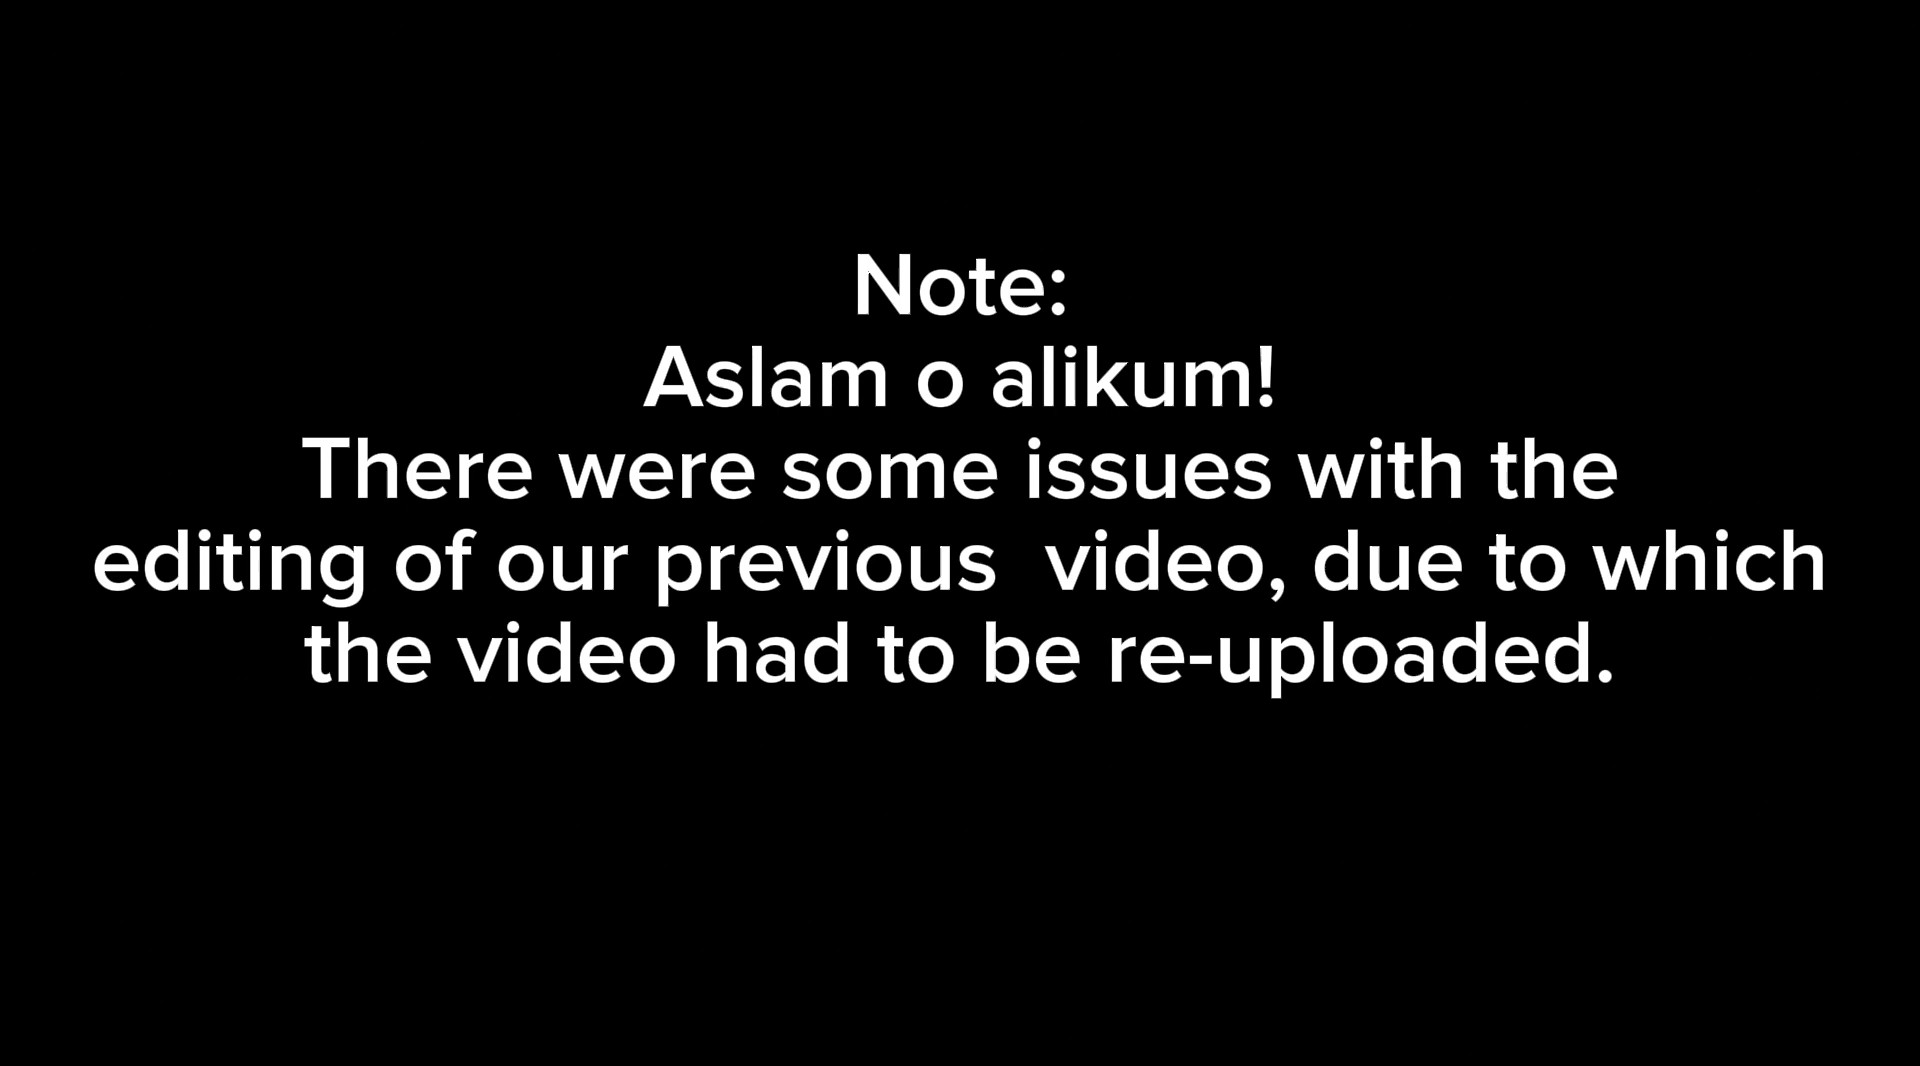 Note:
Aslam o alikum!
There were some issues with the
editing of our previous  video, due to which
the video had to be re-uploaded.